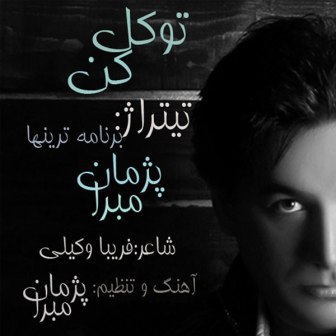 توکل
کن
تیتراژ
برنامه ترینها
پژمان
مبرا
شاعر:فریبا وکیلی
آهنگ و تنظیم:
پژمان
مبرا